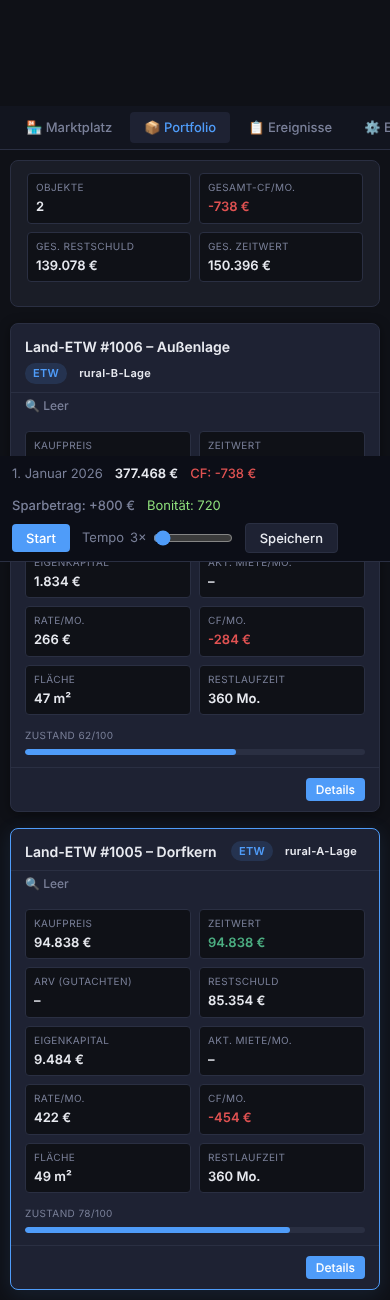 🏪 Marktplatz 📦 Portfolio 📋 Ereignisse ⚙️
OBJEKTE GESAMT-CF/MO.
2 -738 €
GES. RESTSCHULD GES. ZEITWERT
139.078 € 150.396 €
Land-ETW #1006 – Außenlage
ETW rural-B-Lage
🔍 Leer
KAUFPREIS ZEITWERT
1. Januar 2026 377.468 € CF: -738 €
Sparbetrag: +800 € Bonität: 720
Start Tempo 3× Speichern
EIGENKAPITAL AKT. MIETE/MO.
1.834 € –
RATE/MO. CF/MO.
266 € -284 €
FLÄCHE RESTLAUFZEIT
47 m² 360 Mo.
ZUSTAND 62/100
Details
Land-ETW #1005 – Dorfkern ETW rural-A-Lage
🔍 Leer
KAUFPREIS ZEITWERT
94.838 € 94.838 €
ARV (GUTACHTEN) RESTSCHULD
– 85.354 €
EIGENKAPITAL AKT. MIETE/MO.
9.484 € –
RATE/MO. CF/MO.
422 € -454 €
FLÄCHE RESTLAUFZEIT
49 m² 360 Mo.
ZUSTAND 78/100
Details